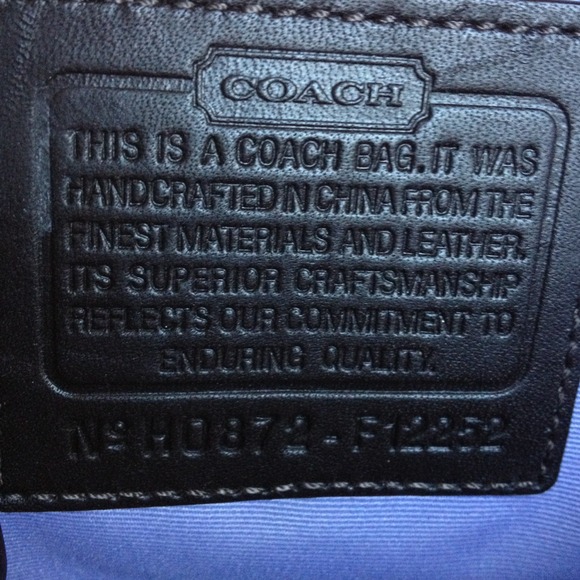 COACH
THIS IS A COACH BAG. IT WAS
HANDCRAFTED IN CHINA FROM THE
FINEST MATERIALS AND LEATHER.
ITS SUPERIOR CRAFTSMANSHIP
REFLECTS OUR COMMITMENT TO
ENDURING QUALITY.
Nº H0872-F12252